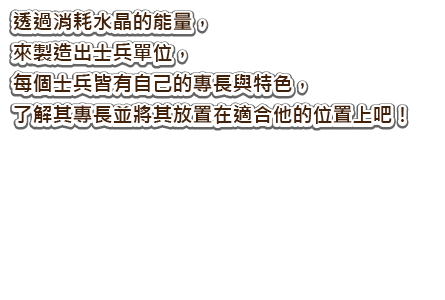 透過消耗水晶的能量，
來製造出士兵單位，
每個士兵皆有自己的專長與特色，
了解其專長並將其放置在適合他的位置上吧！